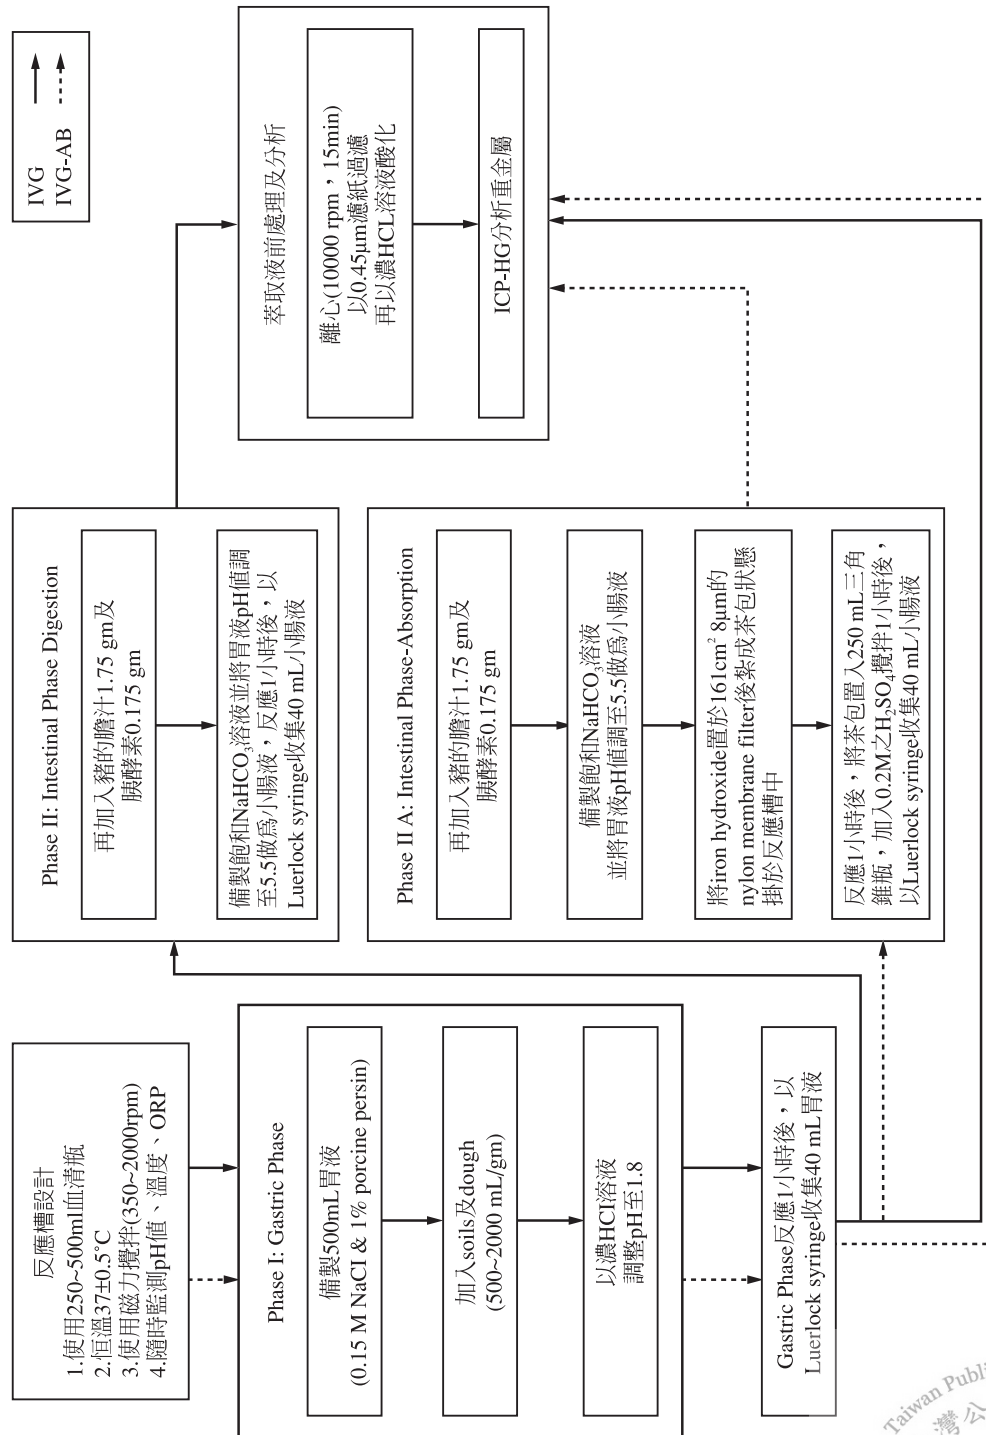 IVG
IVG-AB
反應槽設計
1.使用250~500ml血清瓶
2.恒溫37±0.5°C
3.使用磁力攪拌(350~2000rpm)
4.隨時監測pH值、溫度、ORP
Phase I: Gastric Phase
備製500mL胃液
(0.15 M NaCI & 1% porcine persin)
加入soils及dough
(500~2000 mL/gm)
以濃HCI溶液
調整pH至1.8
Gastric Phase反應1小時後，以
Luerlock syringe收集40 mL胃液
Phase II: Intestinal Phase Digestion
再加入豬的膽汁1.75 gm及
胰酵素0.175 gm
備製飽和NaHCO₃溶液並將胃液pH值調
至5.5做為小腸液，反應1小時後，以
Luerlock syringe收集40 mL小腸液
Phase II A: Intestinal Phase-Absorption
再加入豬的膽汁1.75 gm及
胰酵素0.175 gm
備製飽和NaHCO₃溶液
並將胃液pH值調至5.5做為小腸液
將iron hydroxide置於161cm² 8μm的
nylon membrane filter後紮成茶包狀懸
掛於反應槽中
反應1小時後，將茶包置入250 mL三角
錐瓶，加入0.2M之H₂SO₄攪拌1小時後，
以Luerlock syringe收集40 mL小腸液
萃取液前處理及分析
離心(10000 rpm，15min)
以0.45μm濾紙過濾
再以濃HCL溶液酸化
ICP-HG分析重金屬
Taiwan Publi
灣公